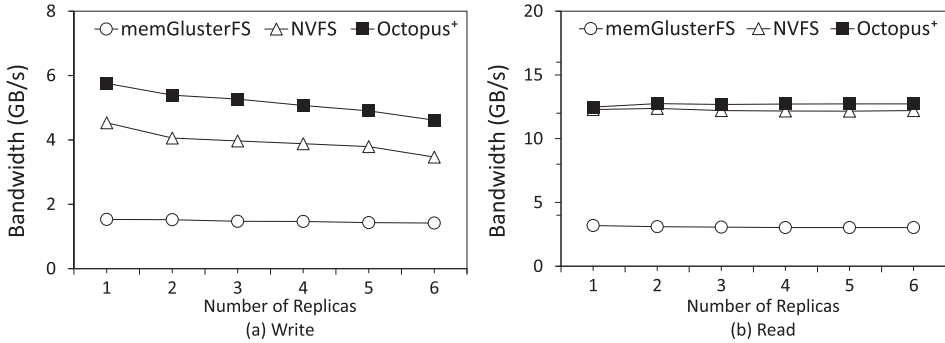 memGlusterFS NVFS Octopus⁺
Bandwidth (GB/s)
8
6
4
2
0
1 2 3 4 5 6
Number of Replicas
(a) Write
memGlusterFS NVFS Octopus⁺
Bandwidth (GB/s)
20
15
10
5
0
1 2 3 4 5 6
Number of Replicas
(b) Read